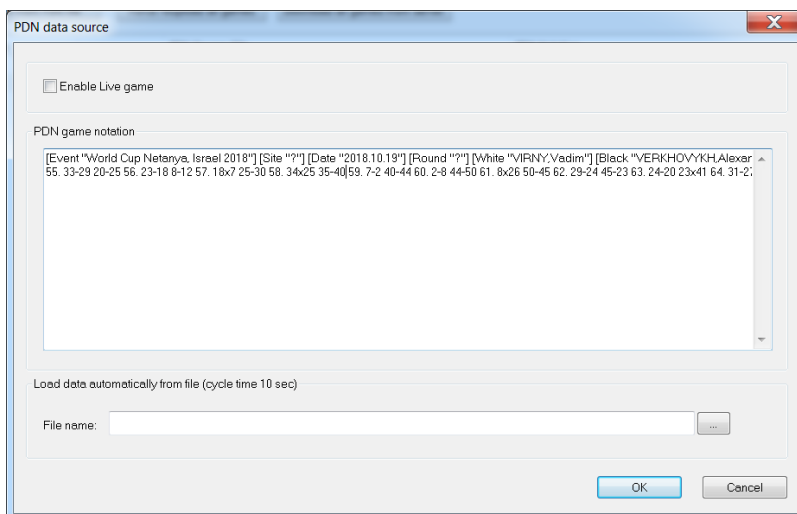 PDN data source
Enable Live game
PDN game notation
[Event "World Cup Netanya, Israel 2018"] [Site "?"] [Date "2018.10.19"] [Round "?"] [White "VIRNY,Vadim"] [Black "VERKHOVYKH,Alexar
55. 33-29 20-25 56. 23-18 8-12 57. 18x7 25-30 58. 34x25 35-40 59. 7-2 40-44 60. 2-8 44-50 61. 8x26 50-45 62. 29-24 45-23 63. 24-20 23x41 64. 31-27
Load data automatically from file (cycle time 10 sec)
File name:
...
OK
Cancel